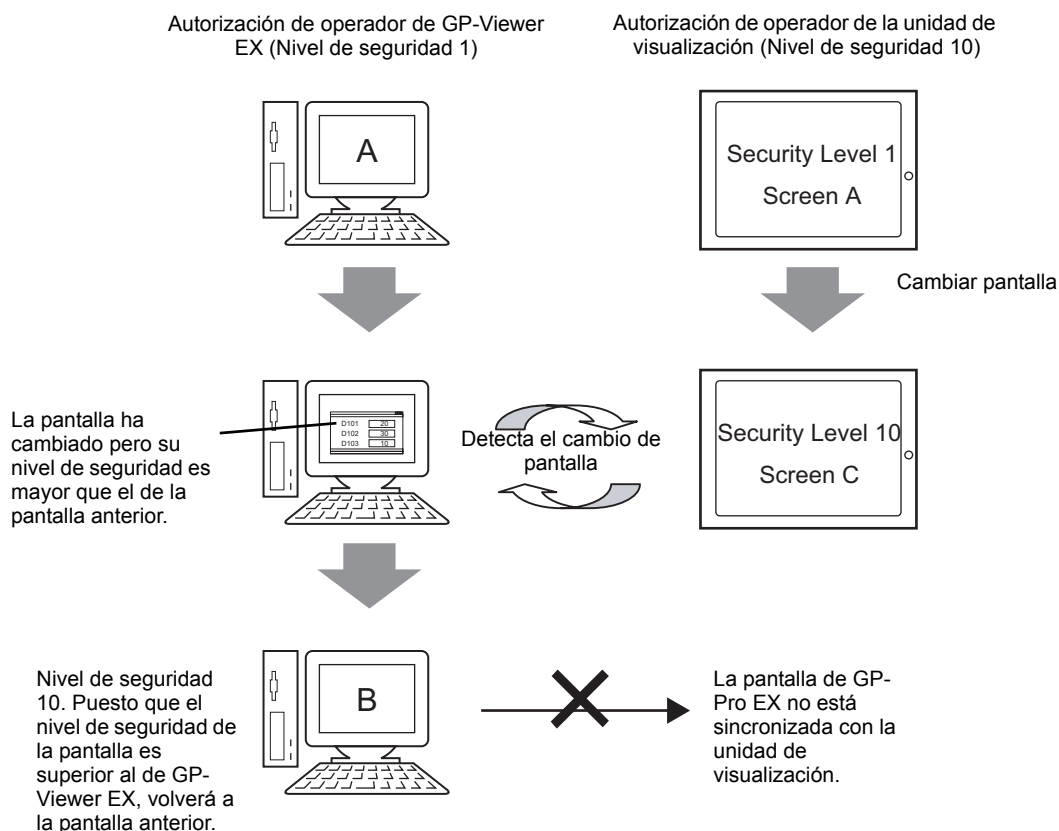 Autorización de operador de GP-Viewer
EX (Nivel de seguridad 1)
Autorización de operador de la unidad de
visualización (Nivel de seguridad 10)
A
Security Level 1
Screen A
Cambiar pantalla
La pantalla ha
cambiado pero su
nivel de seguridad es
mayor que el de la
pantalla anterior.
D101 20
D102 30
D103 10
Detecta el cambio de
pantalla
Security Level 10
Screen C
Nivel de seguridad
10. Puesto que el
nivel de seguridad de
la pantalla es
superior al de GP-
Viewer EX, volverá a
la pantalla anterior.
B
La pantalla de GP-
Pro EX no está
sincronizada con la
unidad de
visualización.